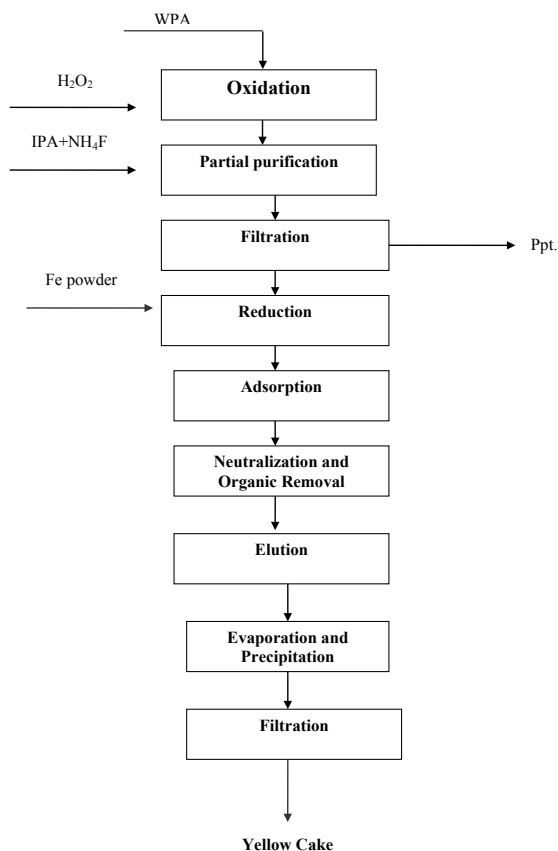 WPA
Oxidation
H₂O₂
IPA+NH₄F
Partial purification
Filtration
Ppt.
Fe powder
Reduction
Adsorption
Neutralization and
Organic Removal
Elution
Evaporation and
Precipitation
Filtration
Yellow Cake